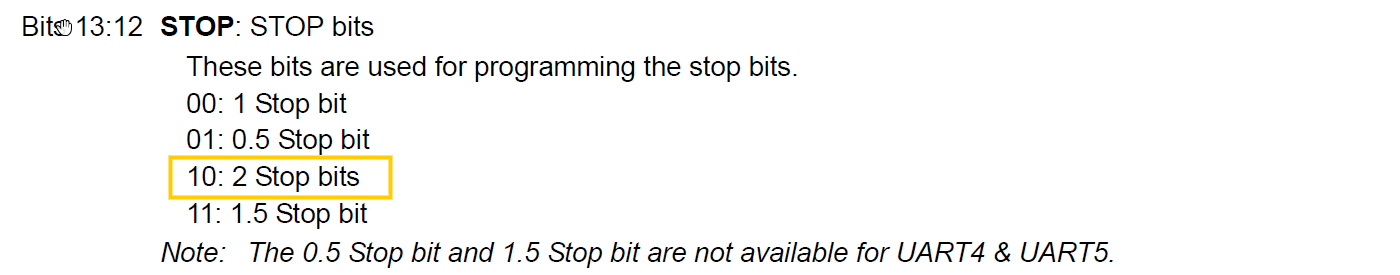 Bits 13:12 STOP: STOP bits
These bits are used for programming the stop bits.
00: 1 Stop bit
01: 0.5 Stop bit
10: 2 Stop bits
11: 1.5 Stop bit
Note: The 0.5 Stop bit and 1.5 Stop bit are not available for UART4 & UART5.